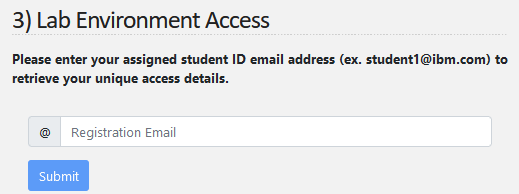 3) Lab Environment Access
Please enter your assigned student ID email address (ex. student1@ibm.com) to
retrieve your unique access details.
@ Registration Email
Submit